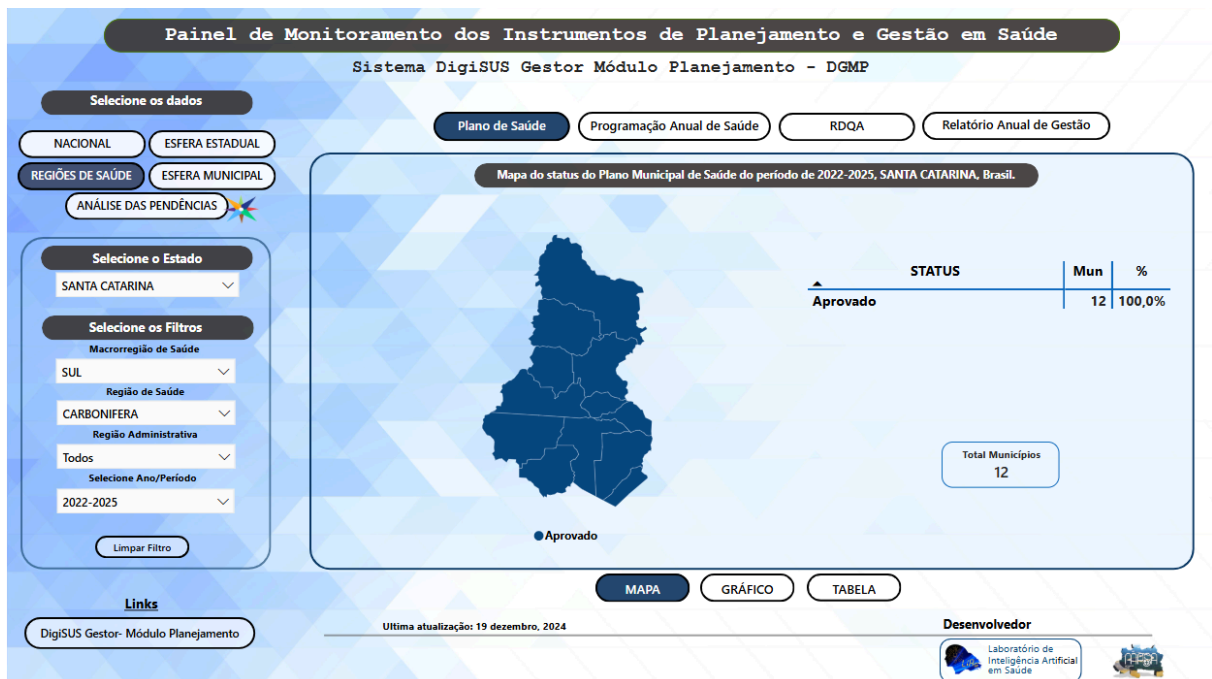 Painel de Monitoramento dos Instrumentos de Planejamento e Gestão em Saúde
Sistema DigiSUS Gestor Módulo Planejamento - DGMP
Selecione os dados
NACIONAL
ESFERA ESTADUAL
REGIÕES DE SAÚDE
ESFERA MUNICIPAL
ANÁLISE DAS PENDÊNCIAS
Plano de Saúde
Programação Anual de Saúde
RDQA
Relatório Anual de Gestão
Selecione o Estado
SANTA CATARINA
Selecione os Filtros
Macrorregião de Saúde
SUL
Região de Saúde
CARBONIFERA
Região Administrativa
Todos
Selecione Ano/Período
2022-2025
Limpar Filtro
Mapa do status do Plano Municipal de Saúde do período de 2022-2025, SANTA CATARINA, Brasil.
STATUS Mun %
Aprovado 12 100,0%
Total Municípios
12
Aprovado
MAPA
GRÁFICO
TABELA
Links
DigiSUS Gestor- Módulo Planejamento
Ultima atualização: 19 dezembro, 2024
Desenvolvedor
Laboratório de
Inteligência Artificial
em Saúde